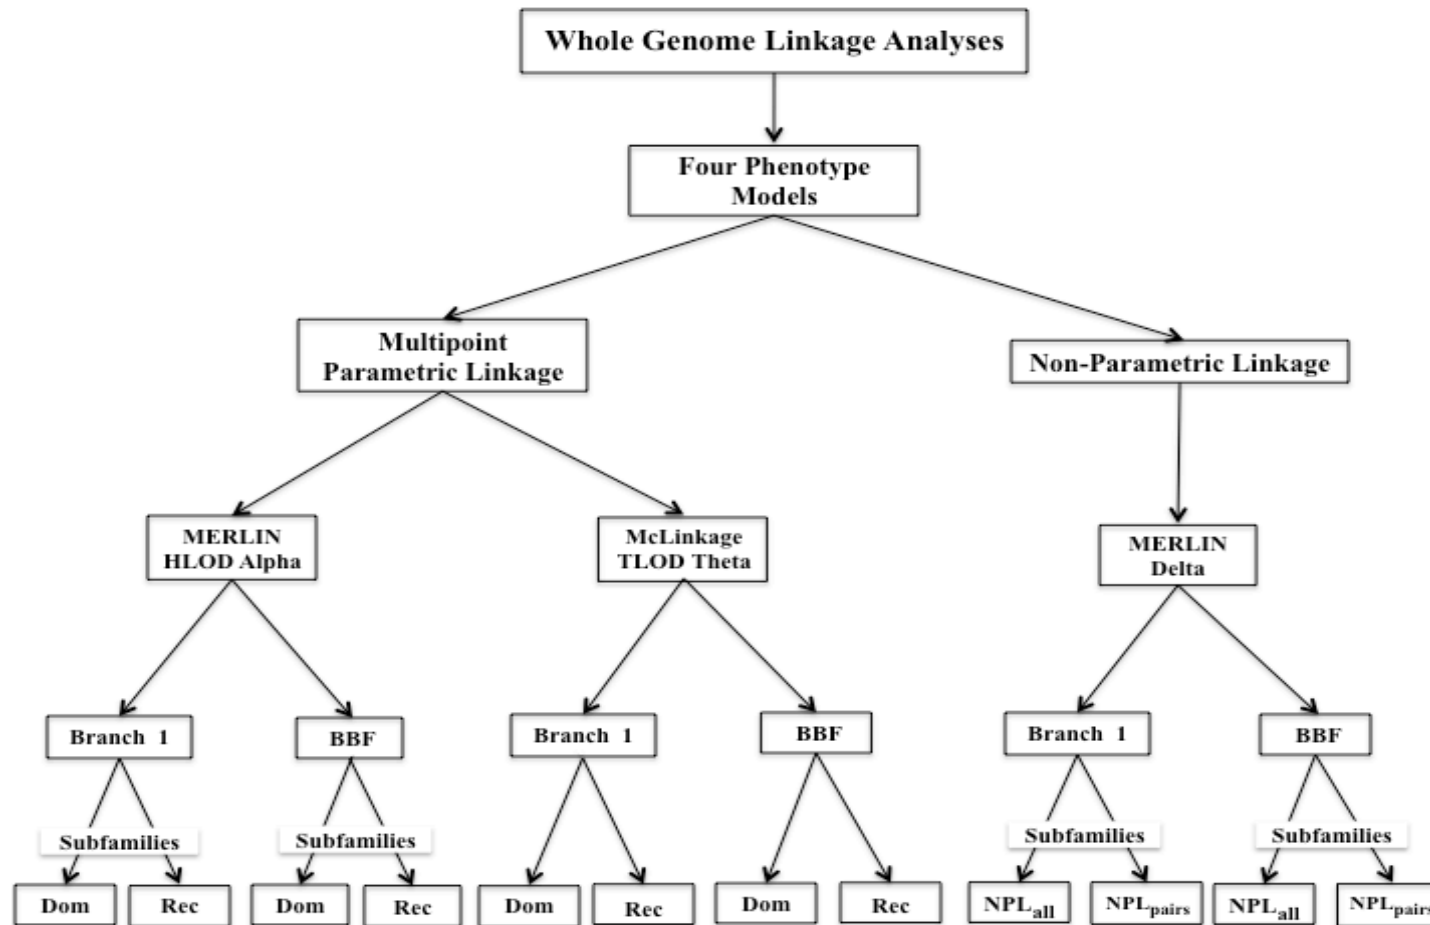 Whole Genome Linkage Analyses
Four Phenotype
Models
Multipoint
Parametric Linkage
Non-Parametric Linkage
MERLIN
HLOD Alpha
McLinkage
TLOD Theta
MERLIN
Delta
Branch 1
BBF
Branch 1
BBF
Branch 1
BBF
Subfamilies
Subfamilies
Subfamilies
Subfamilies
Dom
Rec
Dom
Rec
Dom
Rec
Dom
Rec
NPLall
NPLpairs
NPLall
NPLpairs